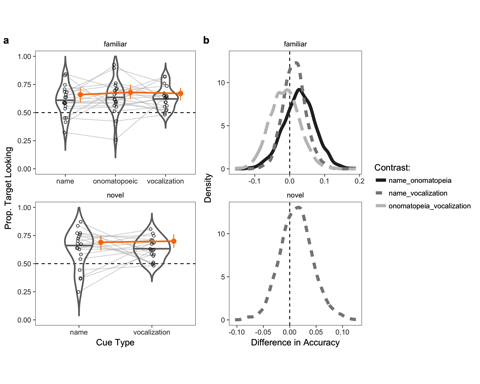 a
b
familiar
familiar
1.00
0.75
0.50
0.25
0.00
name
onomatopoeic
vocalization
10
5
0
-0.1
0.0
0.1
0.2
Prop. Target Looking
Density
Contrast:
name_onomatopeia
name_vocalization
onomatopeia_vocalization
novel
novel
1.00
0.75
0.50
0.25
0.00
name
vocalization
10
5
0
-0.10
-0.05
0.00
0.05
0.10
Cue Type
Difference in Accuracy